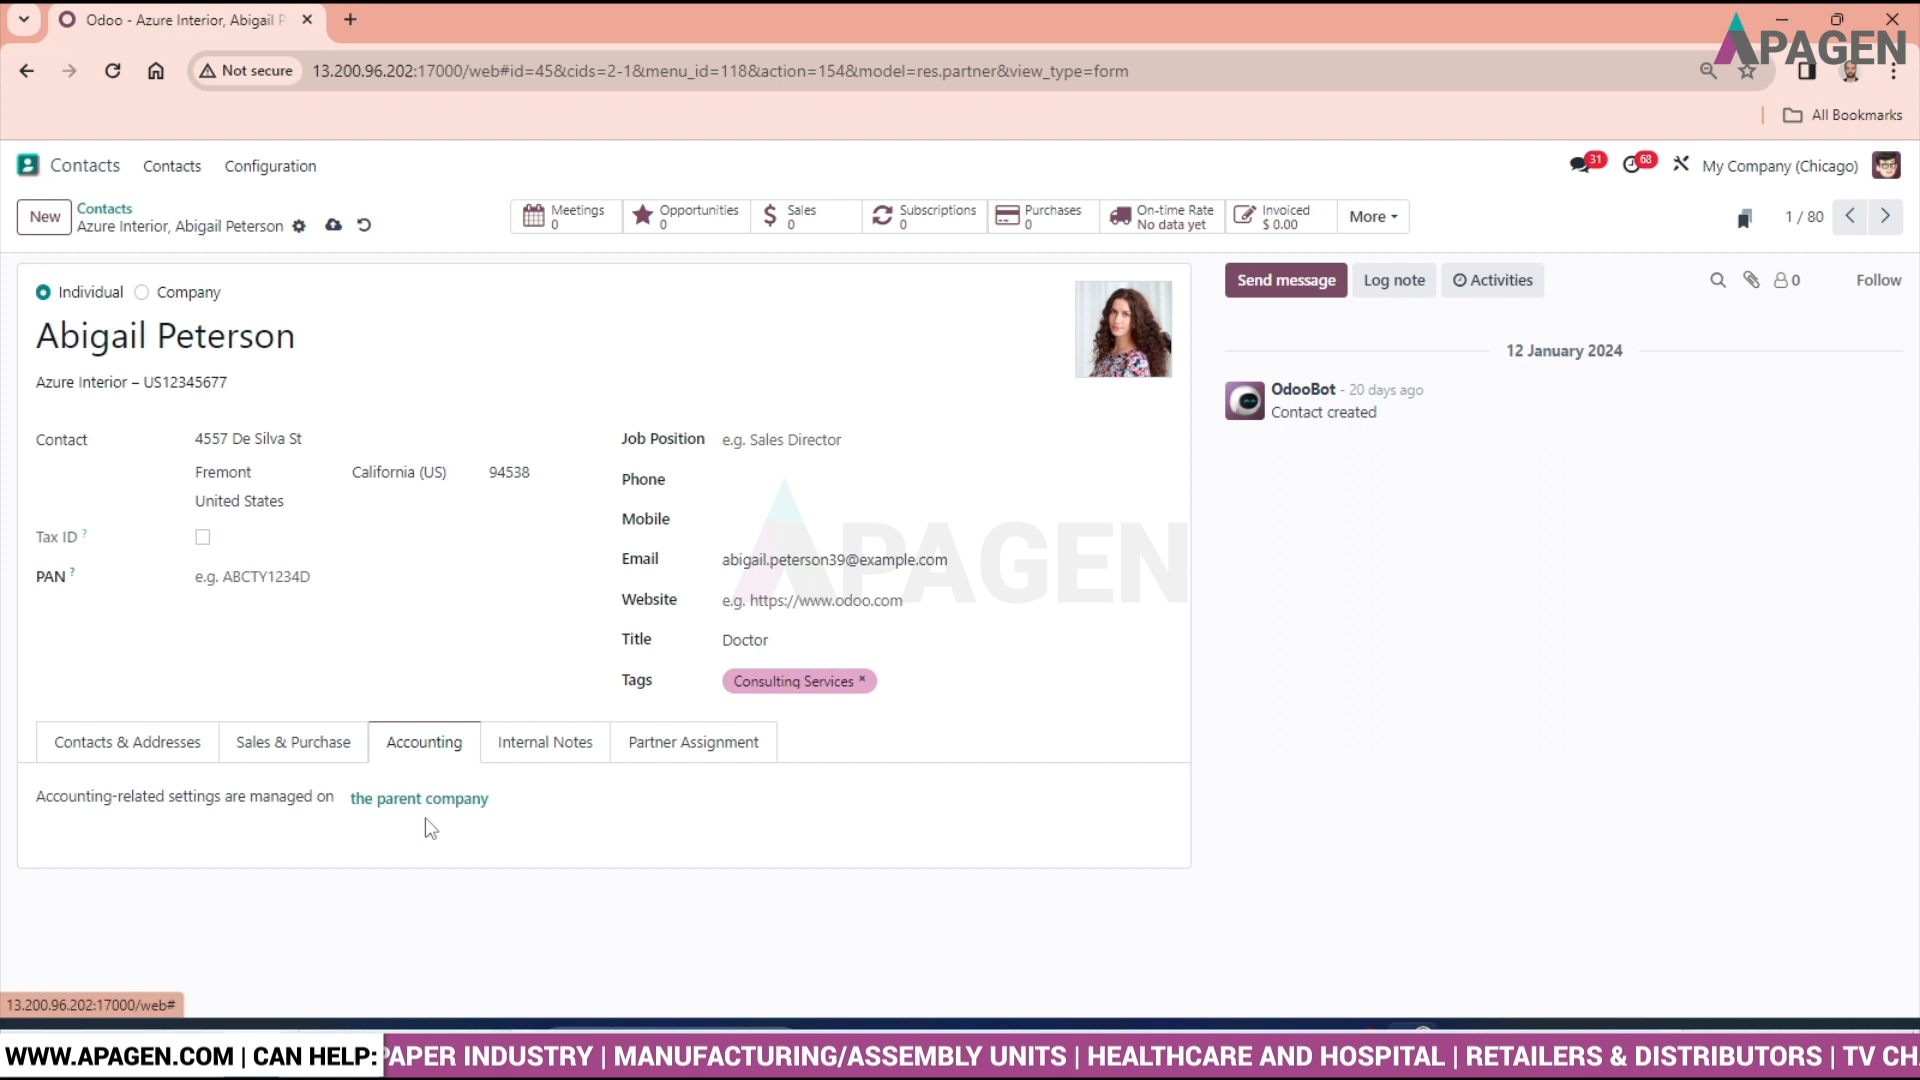 Odoo - Azure Interior, Abigail P
APAGEN
Not secure
13.200.96.202:17000/web#id=45&cids=2-1&menu_id=118&action=154&model=res.partner&view_type=form
All Bookmarks
Contacts Contacts Configuration
31 68 My Company (Chicago)
New
Contacts
Azure Interior, Abigail Peterson
Meetings 0
Opportunities 0
Sales 0
Subscriptions 0
Purchases 0
On-time Rate No data yet
Invoiced $ 0.00
More
1 / 80
Individual Company
Abigail Peterson
Azure Interior – US12345677
Contact 4557 De Silva St
Fremont California (US) 94538
United States
Tax ID ?
PAN ? e.g. ABCTY1234D
Job Position e.g. Sales Director
Phone
Mobile
Email abigail.peterson39@example.com
Website e.g. https://www.odoo.com
Title Doctor
Tags Consulting Services ×
APAGEN
Contacts & Addresses Sales & Purchase Accounting Internal Notes Partner Assignment
Accounting-related settings are managed on the parent company
Send message Log note Activities 0 Follow
12 January 2024
OdooBot - 20 days ago
Contact created
13.200.96.202:17000/web#
WWW.APAGEN.COM | CAN HELP: PAPER INDUSTRY | MANUFACTURING/ASSEMBLY UNITS | HEALTHCARE AND HOSPITAL | RETAILERS & DISTRIBUTORS | TV CH